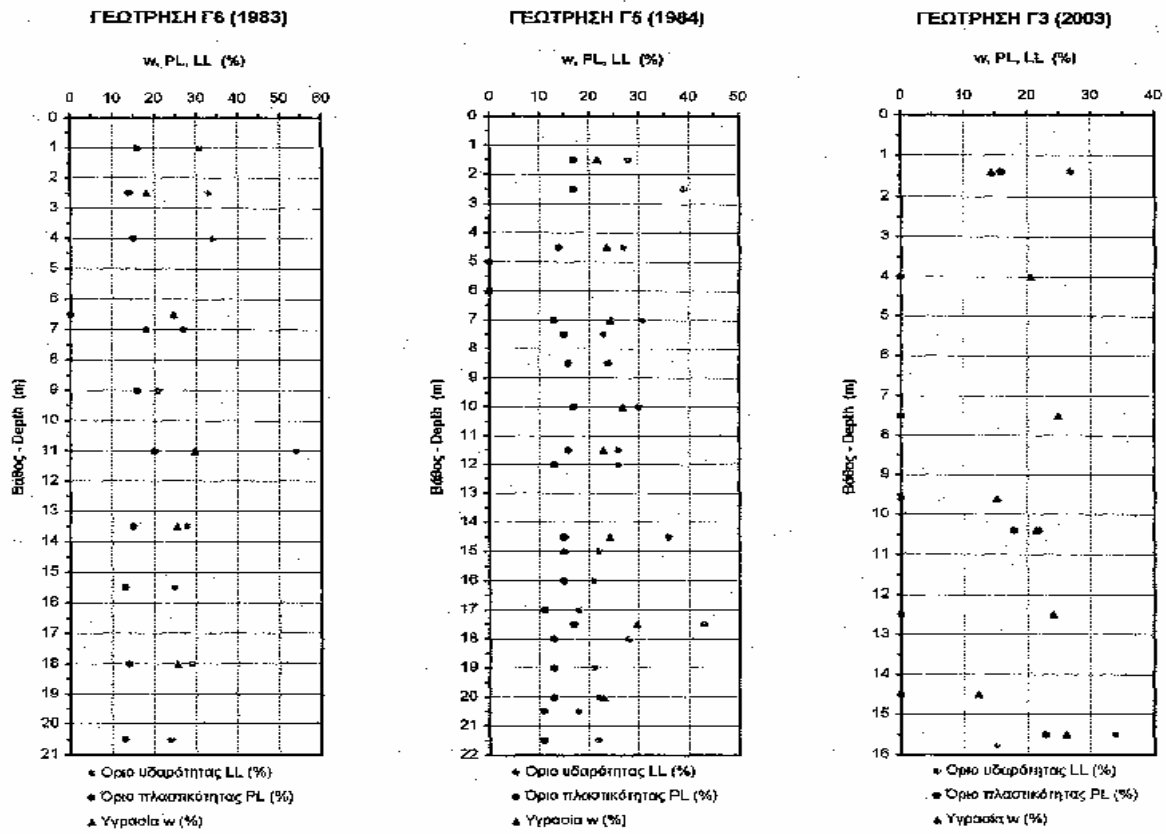 ΓΕΩΤΡΗΣΗ Γ6 (1983)
w, PL, LL (%)
0 10 20 30 40 50 60
0
1
2
3
4
5
6
7
8
9
10
11
12
13
14
15
16
17
18
19
20
21
Βάθος - Depth (m)
Όριο υδαρότητας LL (%)
Όριο πλαστικότητας PL (%)
Υγρασία w (%)
ΓΕΩΤΡΗΣΗ Γ5 (1984)
w, PL, LL (%)
0 10 20 30 40 50
0
1
2
3
4
5
6
7
8
9
10
11
12
13
14
15
16
17
18
19
20
21
22
Βάθος - Depth (m)
Όριο υδαρότητας LL (%)
Όριο πλαστικότητας PL (%)
Υγρασία w (%)
ΓΕΩΤΡΗΣΗ Γ3 (2003)
w, PL, LL (%)
0 10 20 30 40
0
1
2
3
4
5
6
7
8
9
10
11
12
13
14
15
16
Βάθος - Depth (m)
Όριο υδαρότητας LL (%)
Όριο πλαστικότητας PL (%)
Υγρασία w (%)